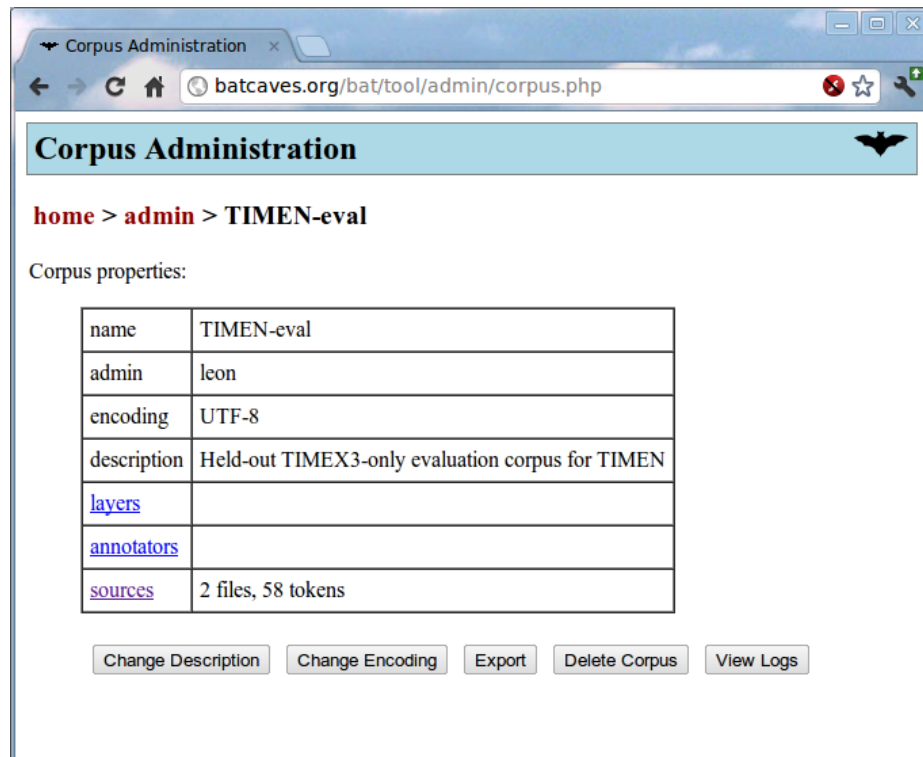 Corpus Administration ×
batcaves.org/bat/tool/admin/corpus.php
Corpus Administration
home > admin > TIMEN-eval
Corpus properties:
name TIMEN-eval
admin leon
encoding UTF-8
description Held-out TIMEX3-only evaluation corpus for TIMEN
layers
annotators
sources 2 files, 58 tokens
Change Description Change Encoding Export Delete Corpus View Logs